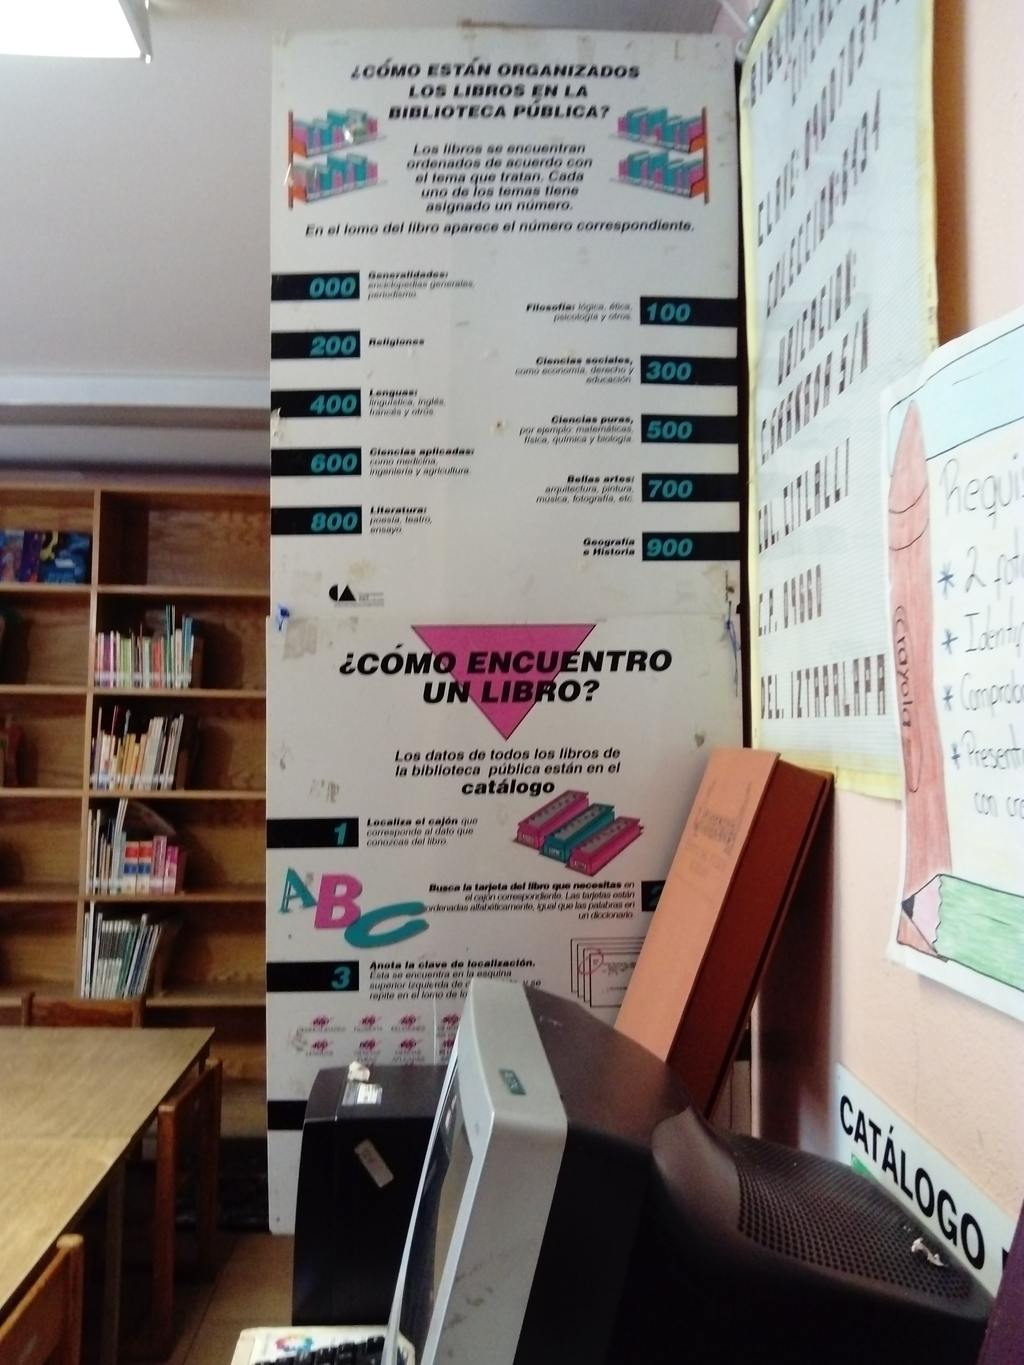 ¿CÓMO ESTÁN ORGANIZADOS
LOS LIBROS EN LA
BIBLIOTECA PÚBLICA?
Los libros se encuentran
ordenados de acuerdo con
el tema que tratan. Cada
uno de los temas tiene
asignado un número.
En el lomo del libro aparece el número correspondiente.
000
Generalidades:
enciclopedias generales,
periodismo.
Filosofía: lógica, ética,
psicología y otros.
100
200
Religiones
Ciencias sociales,
como economía, derecho y
educación.
300
400
Lenguas:
lingüística, inglés,
francés y otros.
Ciencias puras,
por ejemplo: matemáticas,
física, química y biología.
500
600
Ciencias aplicadas:
como medicina,
ingeniería y agricultura.
Bellas artes:
arquitectura, pintura,
música, fotografía, etc.
700
800
Literatura:
poesía, teatro,
ensayo.
Geografía
e Historia
900
CA
¿CÓMO ENCUENTRO
UN LIBRO?
Los datos de todos los libros de
la biblioteca pública están en el
catálogo
1
Localiza el cajón que
corresponde al dato que
conozcas del libro.
ABC
Busca la tarjeta del libro que necesitas en
el cajón correspondiente. Las tarjetas están
ordenadas alfabéticamente, igual que las palabras en
un diccionario.
3
Anota la clave de localización.
Esta se encuentra en la esquina
superior izquierda de y se
repite en el lomo de
CLAVE:
COLECCION: 6434
UBICACION:
S/N
COL. CITLALLI
C.P. 09660
DEL. IZTAPALAPA
Crayola
Requis
* 2 fot
* Identif
* Comprob
* Present
con cre
CATÁLOGO